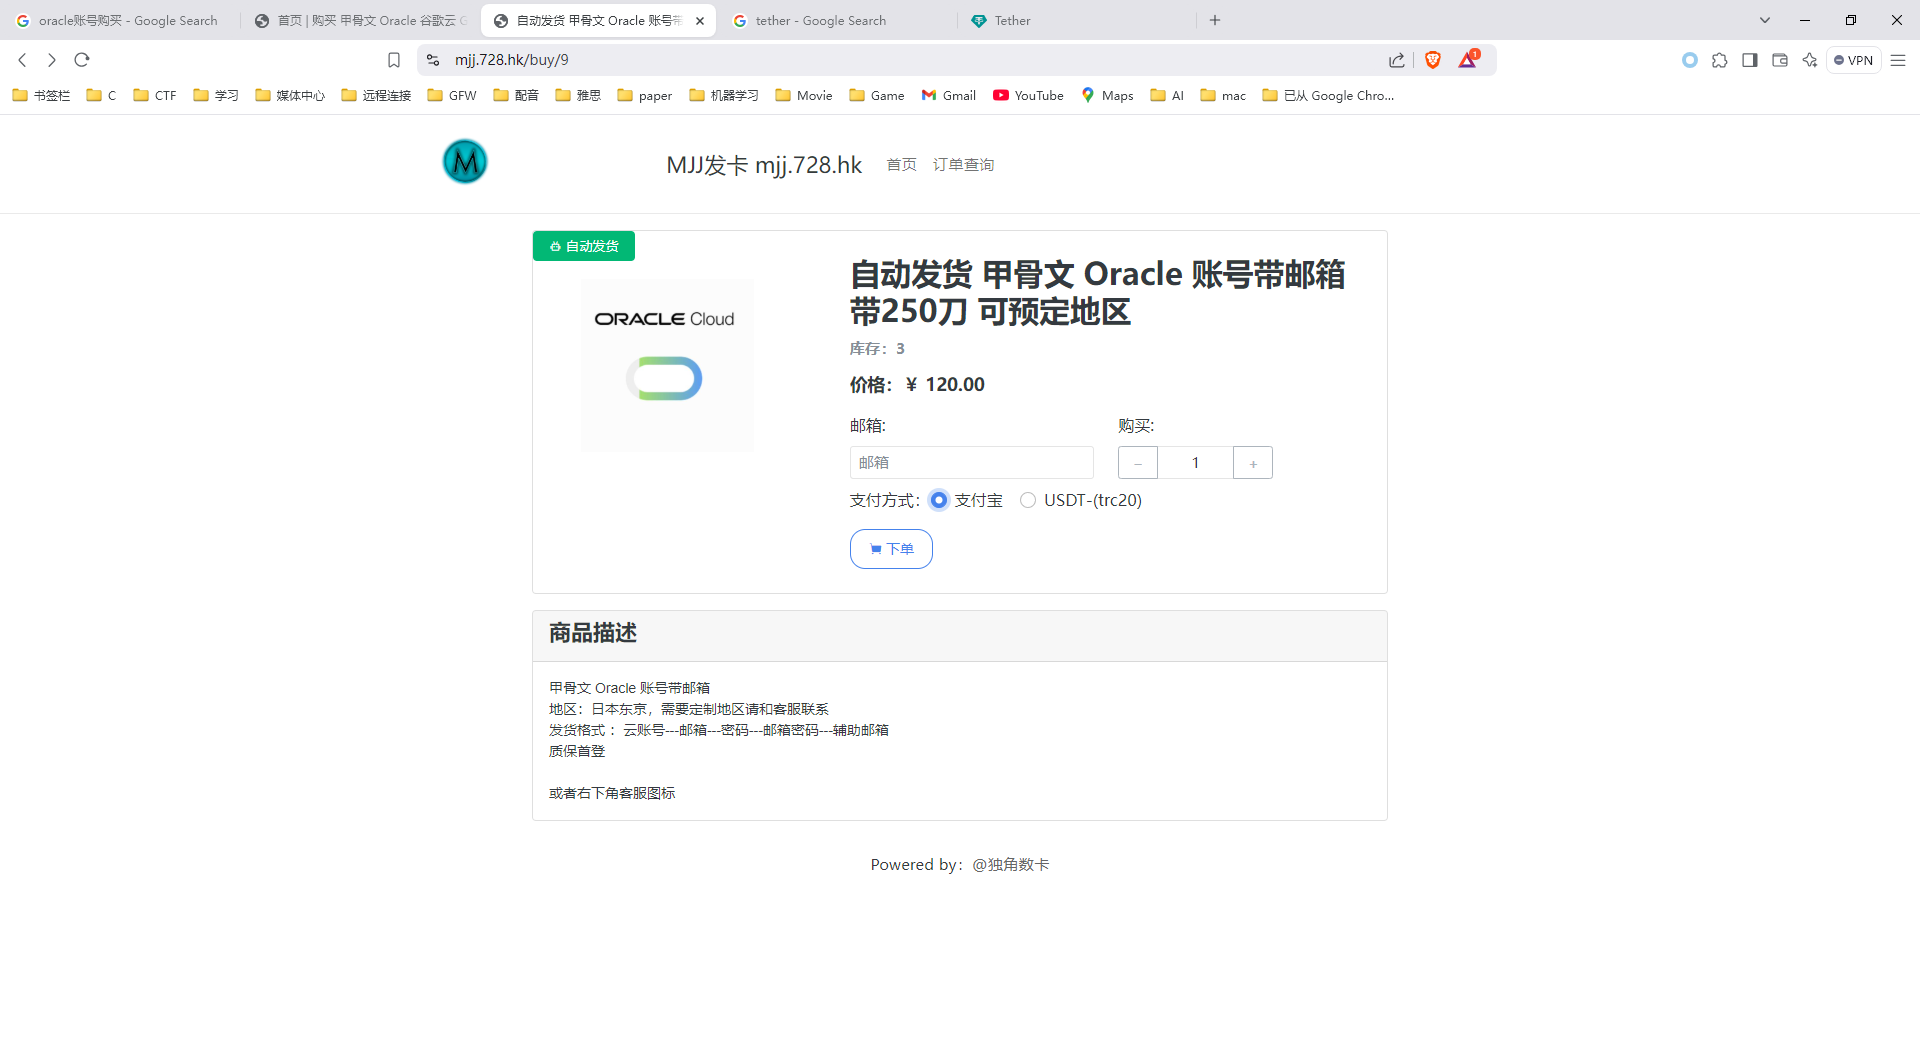 oracle账号购买 - Google Search
首页 | 购买 甲骨文 Oracle 谷歌云 G
自动发货 甲骨文 Oracle 账号带
tether - Google Search
Tether
mjj.728.hk/buy/9
1
VPN
书签栏
C
CTF
学习
媒体中心
远程连接
GFW
配音
雅思
paper
机器学习
Movie
Game
Gmail
YouTube
Maps
AI
mac
已从 Google Chro...
M
MJJ发卡 mjj.728.hk
首页
订单查询
自动发货
ORACLE Cloud
自动发货 甲骨文 Oracle 账号带邮箱
带250刀 可预定地区
库存：3
价格：¥ 120.00
邮箱:
购买:
邮箱
− 1 +
支付方式： 支付宝 USDT-(trc20)
下单
商品描述
甲骨文 Oracle 账号带邮箱
地区：日本东京，需要定制地区请和客服联系
发货格式 ：云账号---邮箱---密码---邮箱密码---辅助邮箱
质保首登
或者右下角客服图标
Powered by：@独角数卡